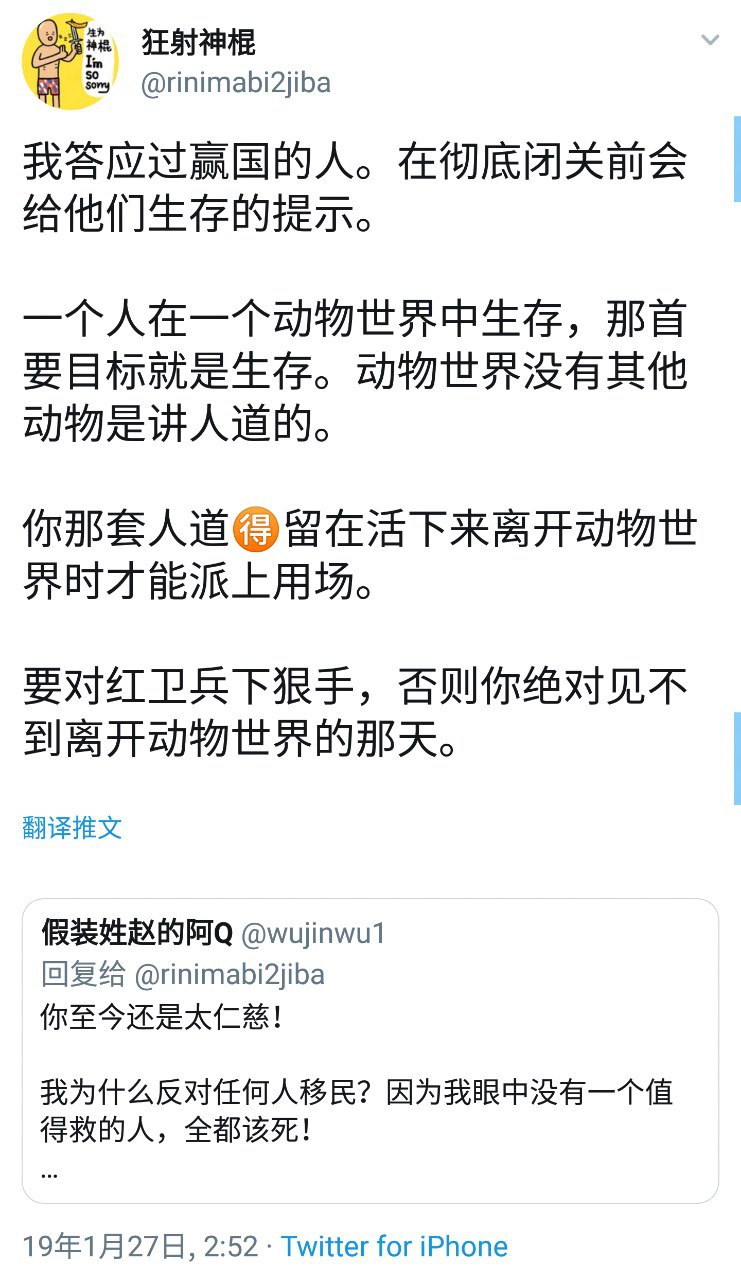 生为
神棍
I'm
so
sorry
狂射神棍
@rinimabi2jiba
我答应过赢国的人。在彻底闭关前会
给他们生存的提示。
一个人在一个动物世界中生存，那首
要目标就是生存。动物世界没有其他
动物是讲人道的。
你那套人道🉐留在活下来离开动物世
界时才能派上用场。
要对红卫兵下狠手，否则你绝对见不
到离开动物世界的那天。
翻译推文
假装姓赵的阿Q @wujinwu1
回复给 @rinimabi2jiba
你至今还是太仁慈！
我为什么反对任何人移民？因为我眼中没有一个值
得救的人，全都该死！
...
19年1月27日, 2:52 · Twitter for iPhone